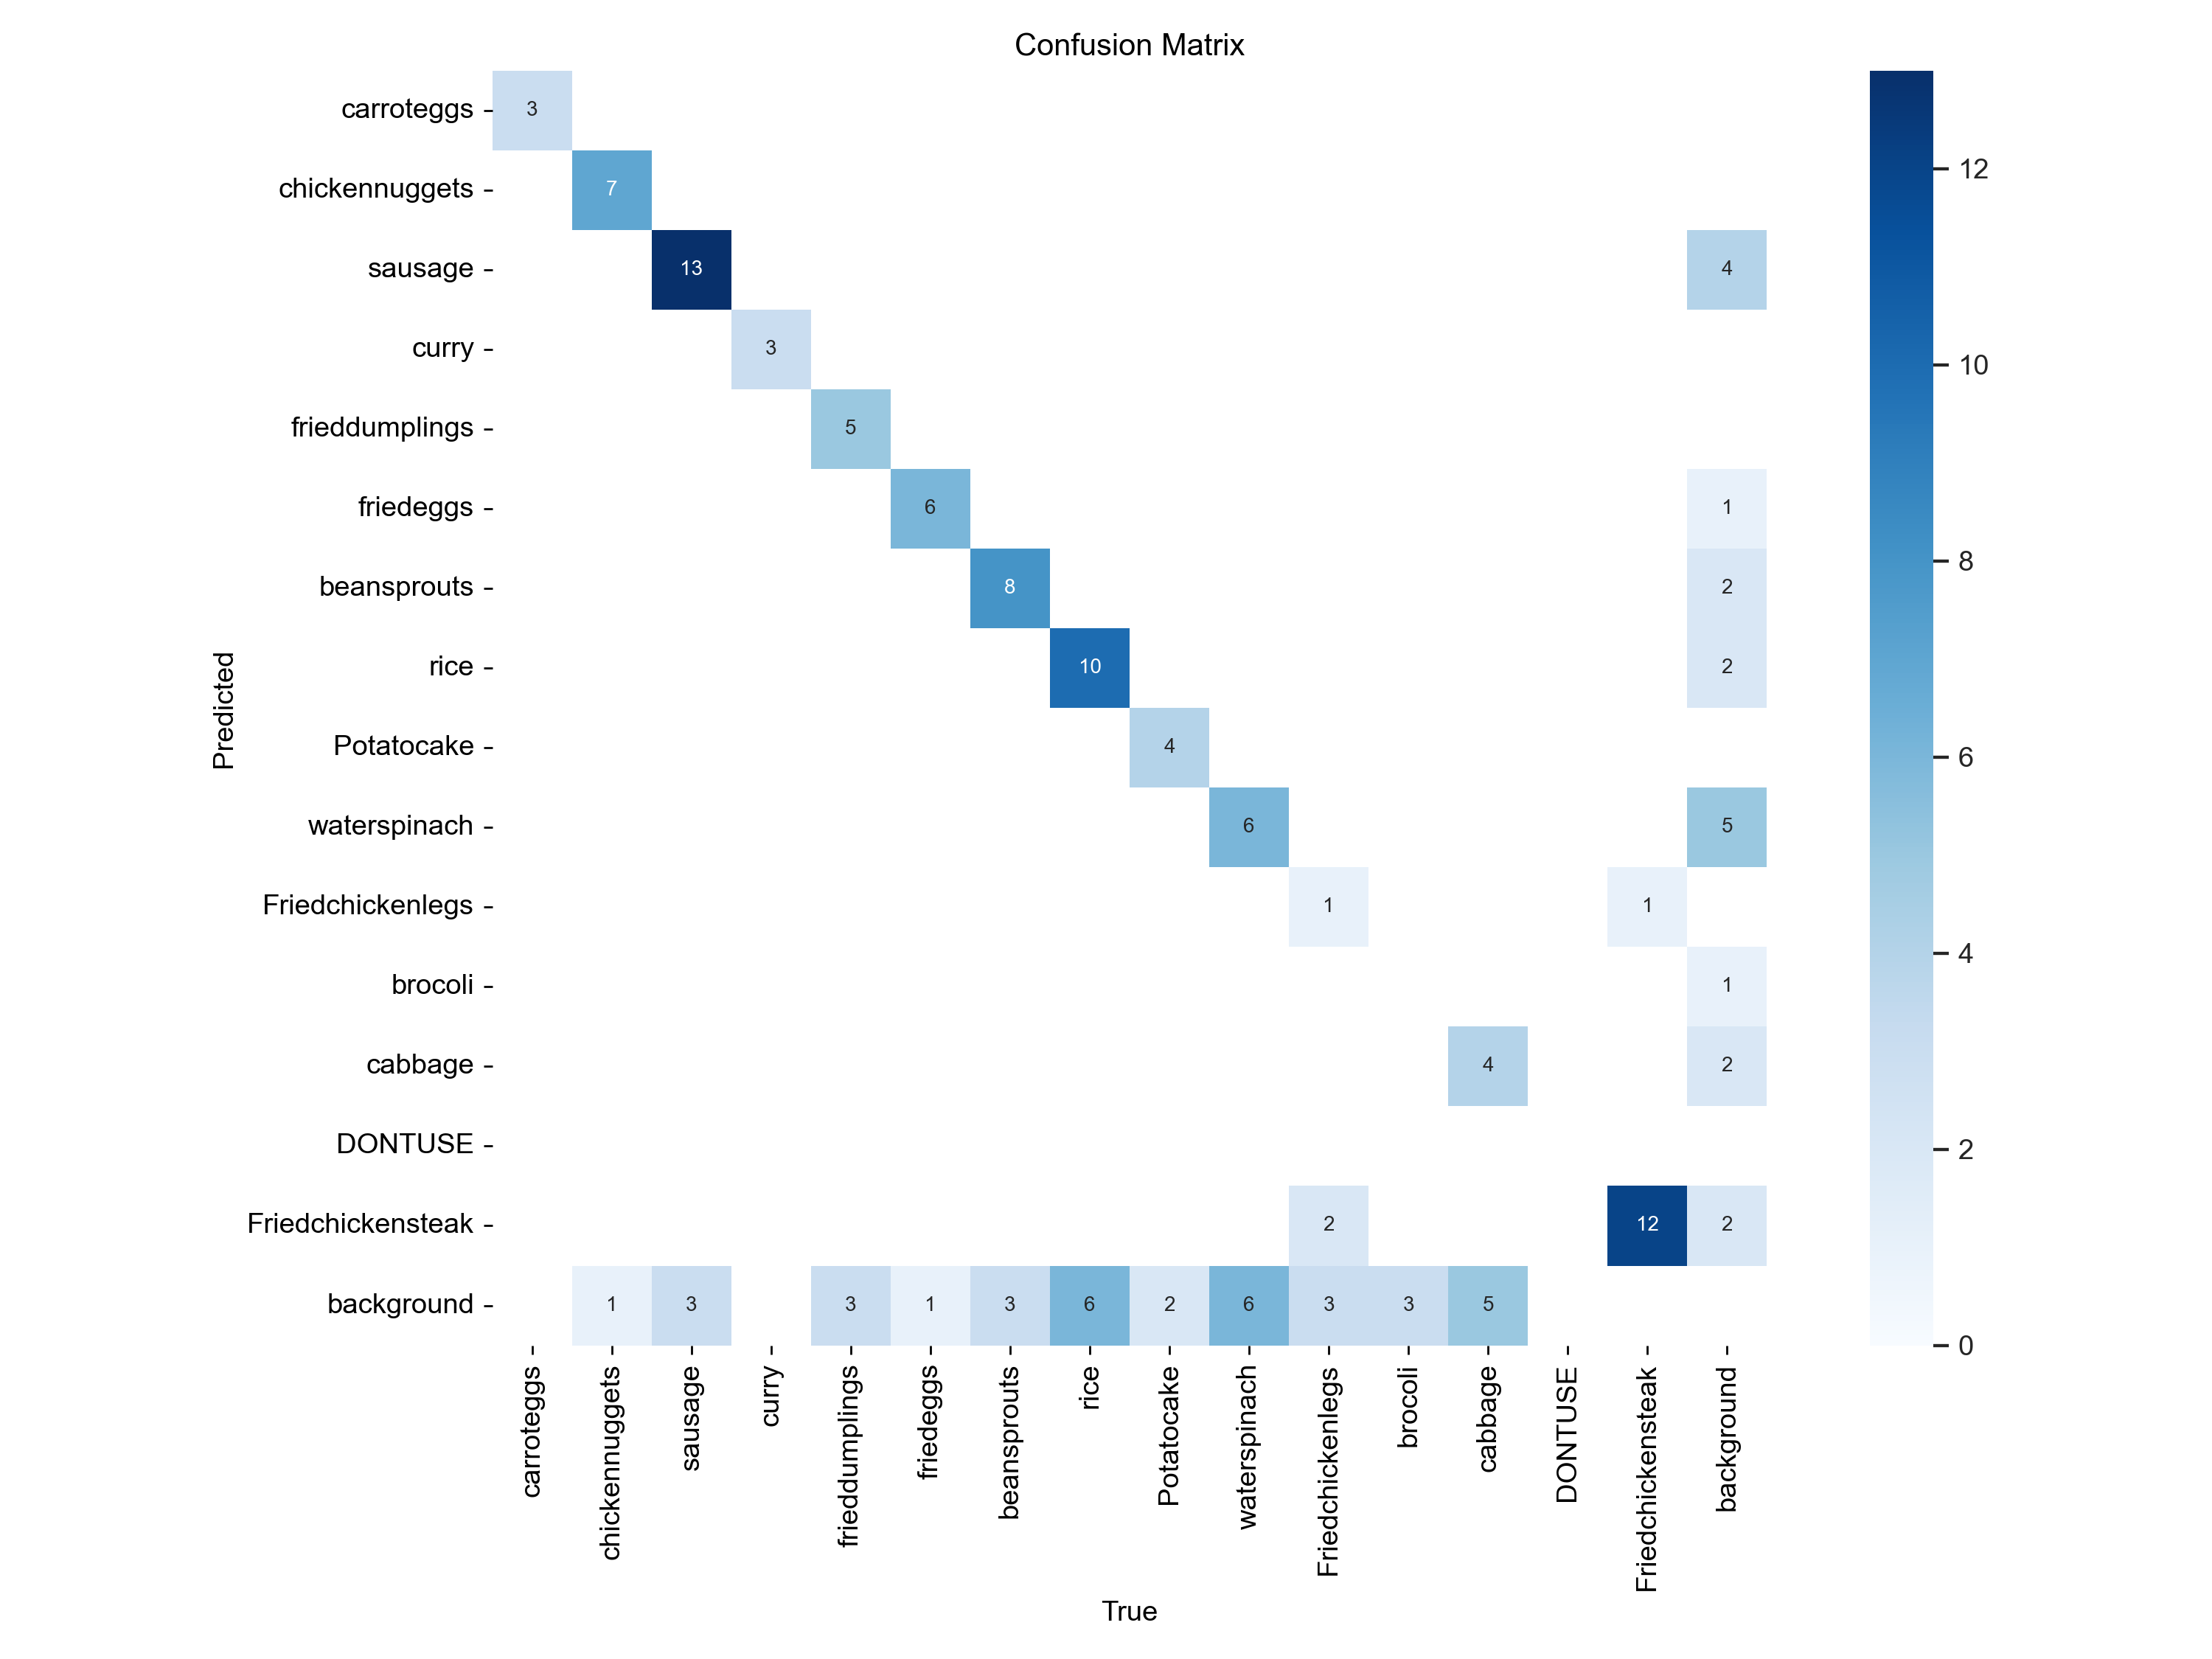 Confusion Matrix
carroteggs 3
chickennuggets 7
sausage 13 4
curry 3
frieddumplings 5
friedeggs 6 1
beansprouts 8 2
rice 10 2
Potatocake 4
waterspinach 6 5
Friedchickenlegs 1 1
brocoli 1
cabbage 4 2
DONTUSE
Friedchickensteak 2 12 2
background 1 3 3 1 3 6 2 6 3 3 5
Predicted
carroteggs
chickennuggets
sausage
curry
frieddumplings
friedeggs
beansprouts
rice
Potatocake
waterspinach
Friedchickenlegs
brocoli
cabbage
DONTUSE
Friedchickensteak
background
True
12
10
8
6
4
2
0